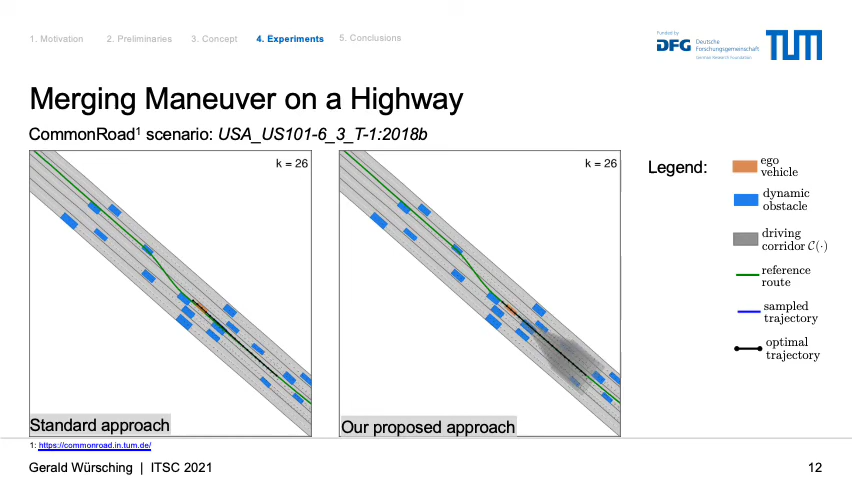 1. Motivation 2. Preliminaries 3. Concept 4. Experiments 5. Conclusions
Funded by
DFG Deutsche
Forschungsgemeinschaft
German Research Foundation
TUM
Merging Maneuver on a Highway
CommonRoad1 scenario: USA_US101-6_3_T-1:2018b
k = 26
Standard approach
k = 26
Our proposed approach
Legend:
ego
vehicle
dynamic
obstacle
driving
corridor C(·)
reference
route
sampled
trajectory
optimal
trajectory
1: https://commonroad.in.tum.de/
Gerald Würsching | ITSC 2021
12